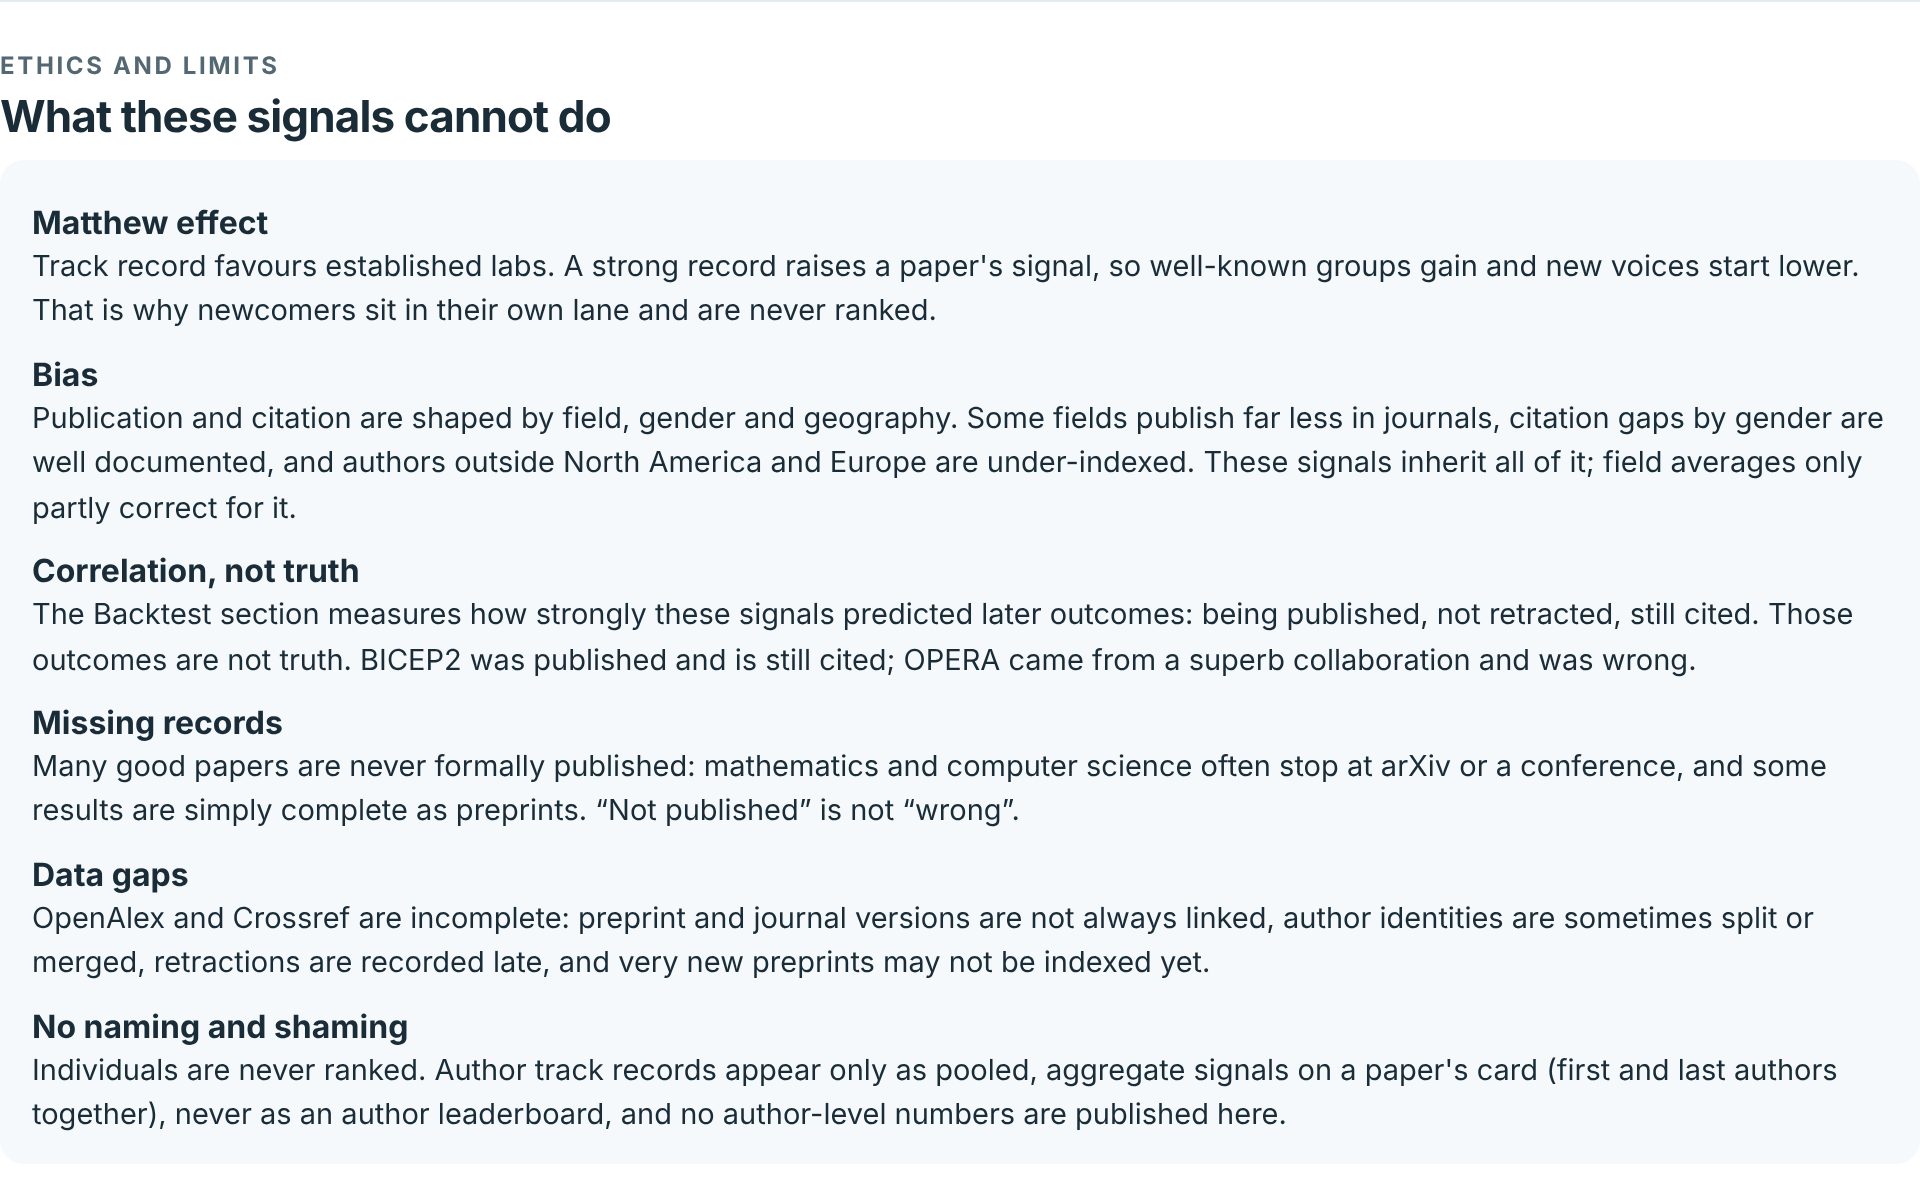 ETHICS AND LIMITS
What these signals cannot do
Matthew effect
Track record favours established labs. A strong record raises a paper's signal, so well-known groups gain and new voices start lower.
That is why newcomers sit in their own lane and are never ranked.
Bias
Publication and citation are shaped by field, gender and geography. Some fields publish far less in journals, citation gaps by gender are
well documented, and authors outside North America and Europe are under-indexed. These signals inherit all of it; field averages only
partly correct for it.
Correlation, not truth
The Backtest section measures how strongly these signals predicted later outcomes: being published, not retracted, still cited. Those
outcomes are not truth. BICEP2 was published and is still cited; OPERA came from a superb collaboration and was wrong.
Missing records
Many good papers are never formally published: mathematics and computer science often stop at arXiv or a conference, and some
results are simply complete as preprints. “Not published” is not “wrong”.
Data gaps
OpenAlex and Crossref are incomplete: preprint and journal versions are not always linked, author identities are sometimes split or
merged, retractions are recorded late, and very new preprints may not be indexed yet.
No naming and shaming
Individuals are never ranked. Author track records appear only as pooled, aggregate signals on a paper's card (first and last authors
together), never as an author leaderboard, and no author-level numbers are published here.